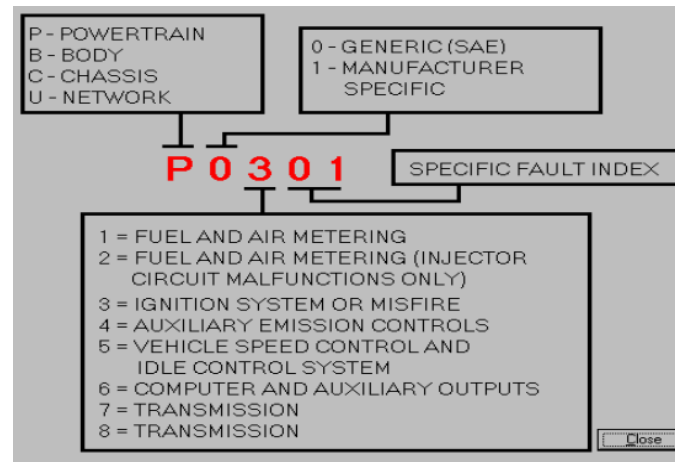 P - POWERTRAIN
B - BODY
C - CHASSIS
U - NETWORK
0 - GENERIC (SAE)
1 - MANUFACTURER
SPECIFIC
P 0 3 0 1
SPECIFIC FAULT INDEX
1 = FUEL AND AIR METERING
2 = FUEL AND AIR METERING (INJECTOR
CIRCUIT MALFUNCTIONS ONLY)
3 = IGNITION SYSTEM OR MISFIRE
4 = AUXILIARY EMISSION CONTROLS
5 = VEHICLE SPEED CONTROL AND
IDLE CONTROL SYSTEM
6 = COMPUTER AND AUXILIARY OUTPUTS
7 = TRANSMISSION
8 = TRANSMISSION
Close